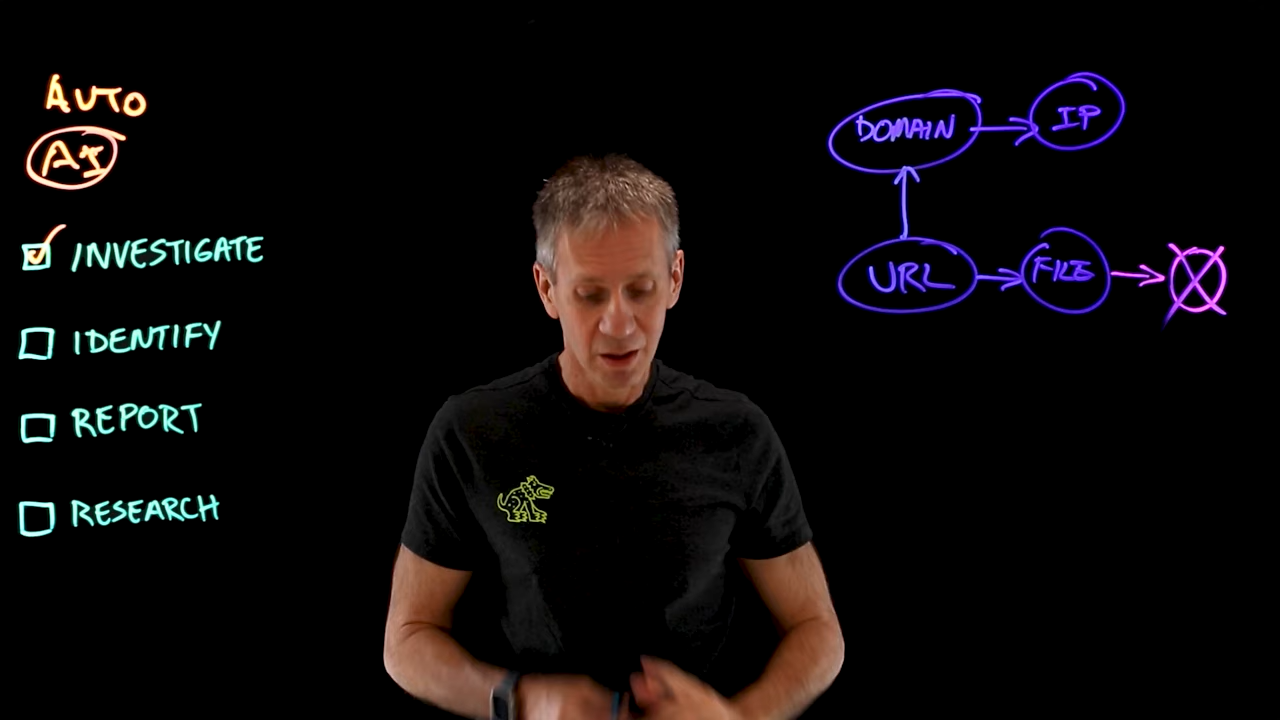 AUTO
AI
INVESTIGATE
IDENTIFY
REPORT
RESEARCH
DOMAIN
IP
URL
FILE